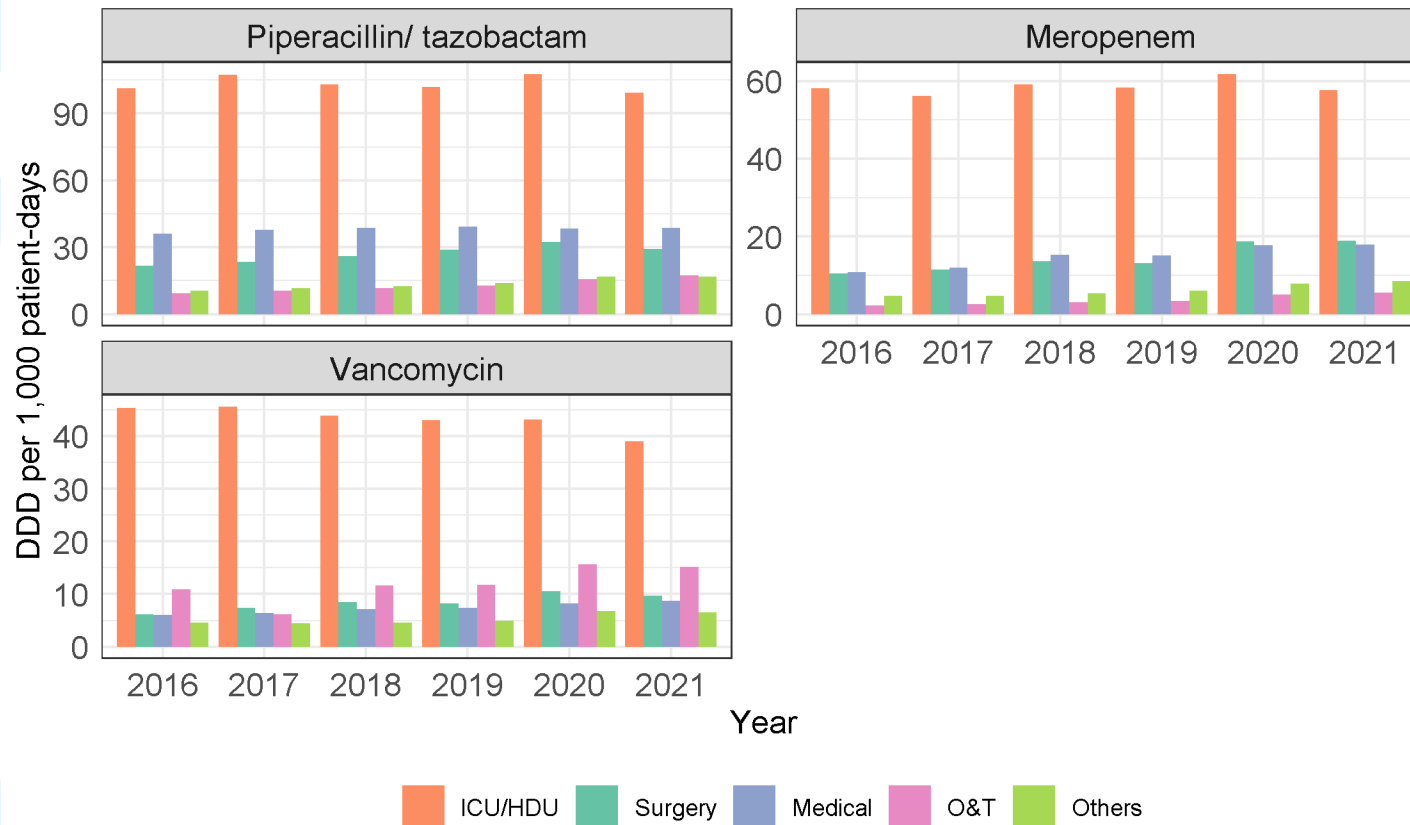 Piperacillin/ tazobactam
Meropenem
90
60
30
0
60
40
20
0
2016 2017 2018 2019 2020 2021
Vancomycin
40
30
20
10
0
2016 2017 2018 2019 2020 2021
DDD per 1,000 patient-days
Year
ICU/HDU Surgery Medical O&T Others